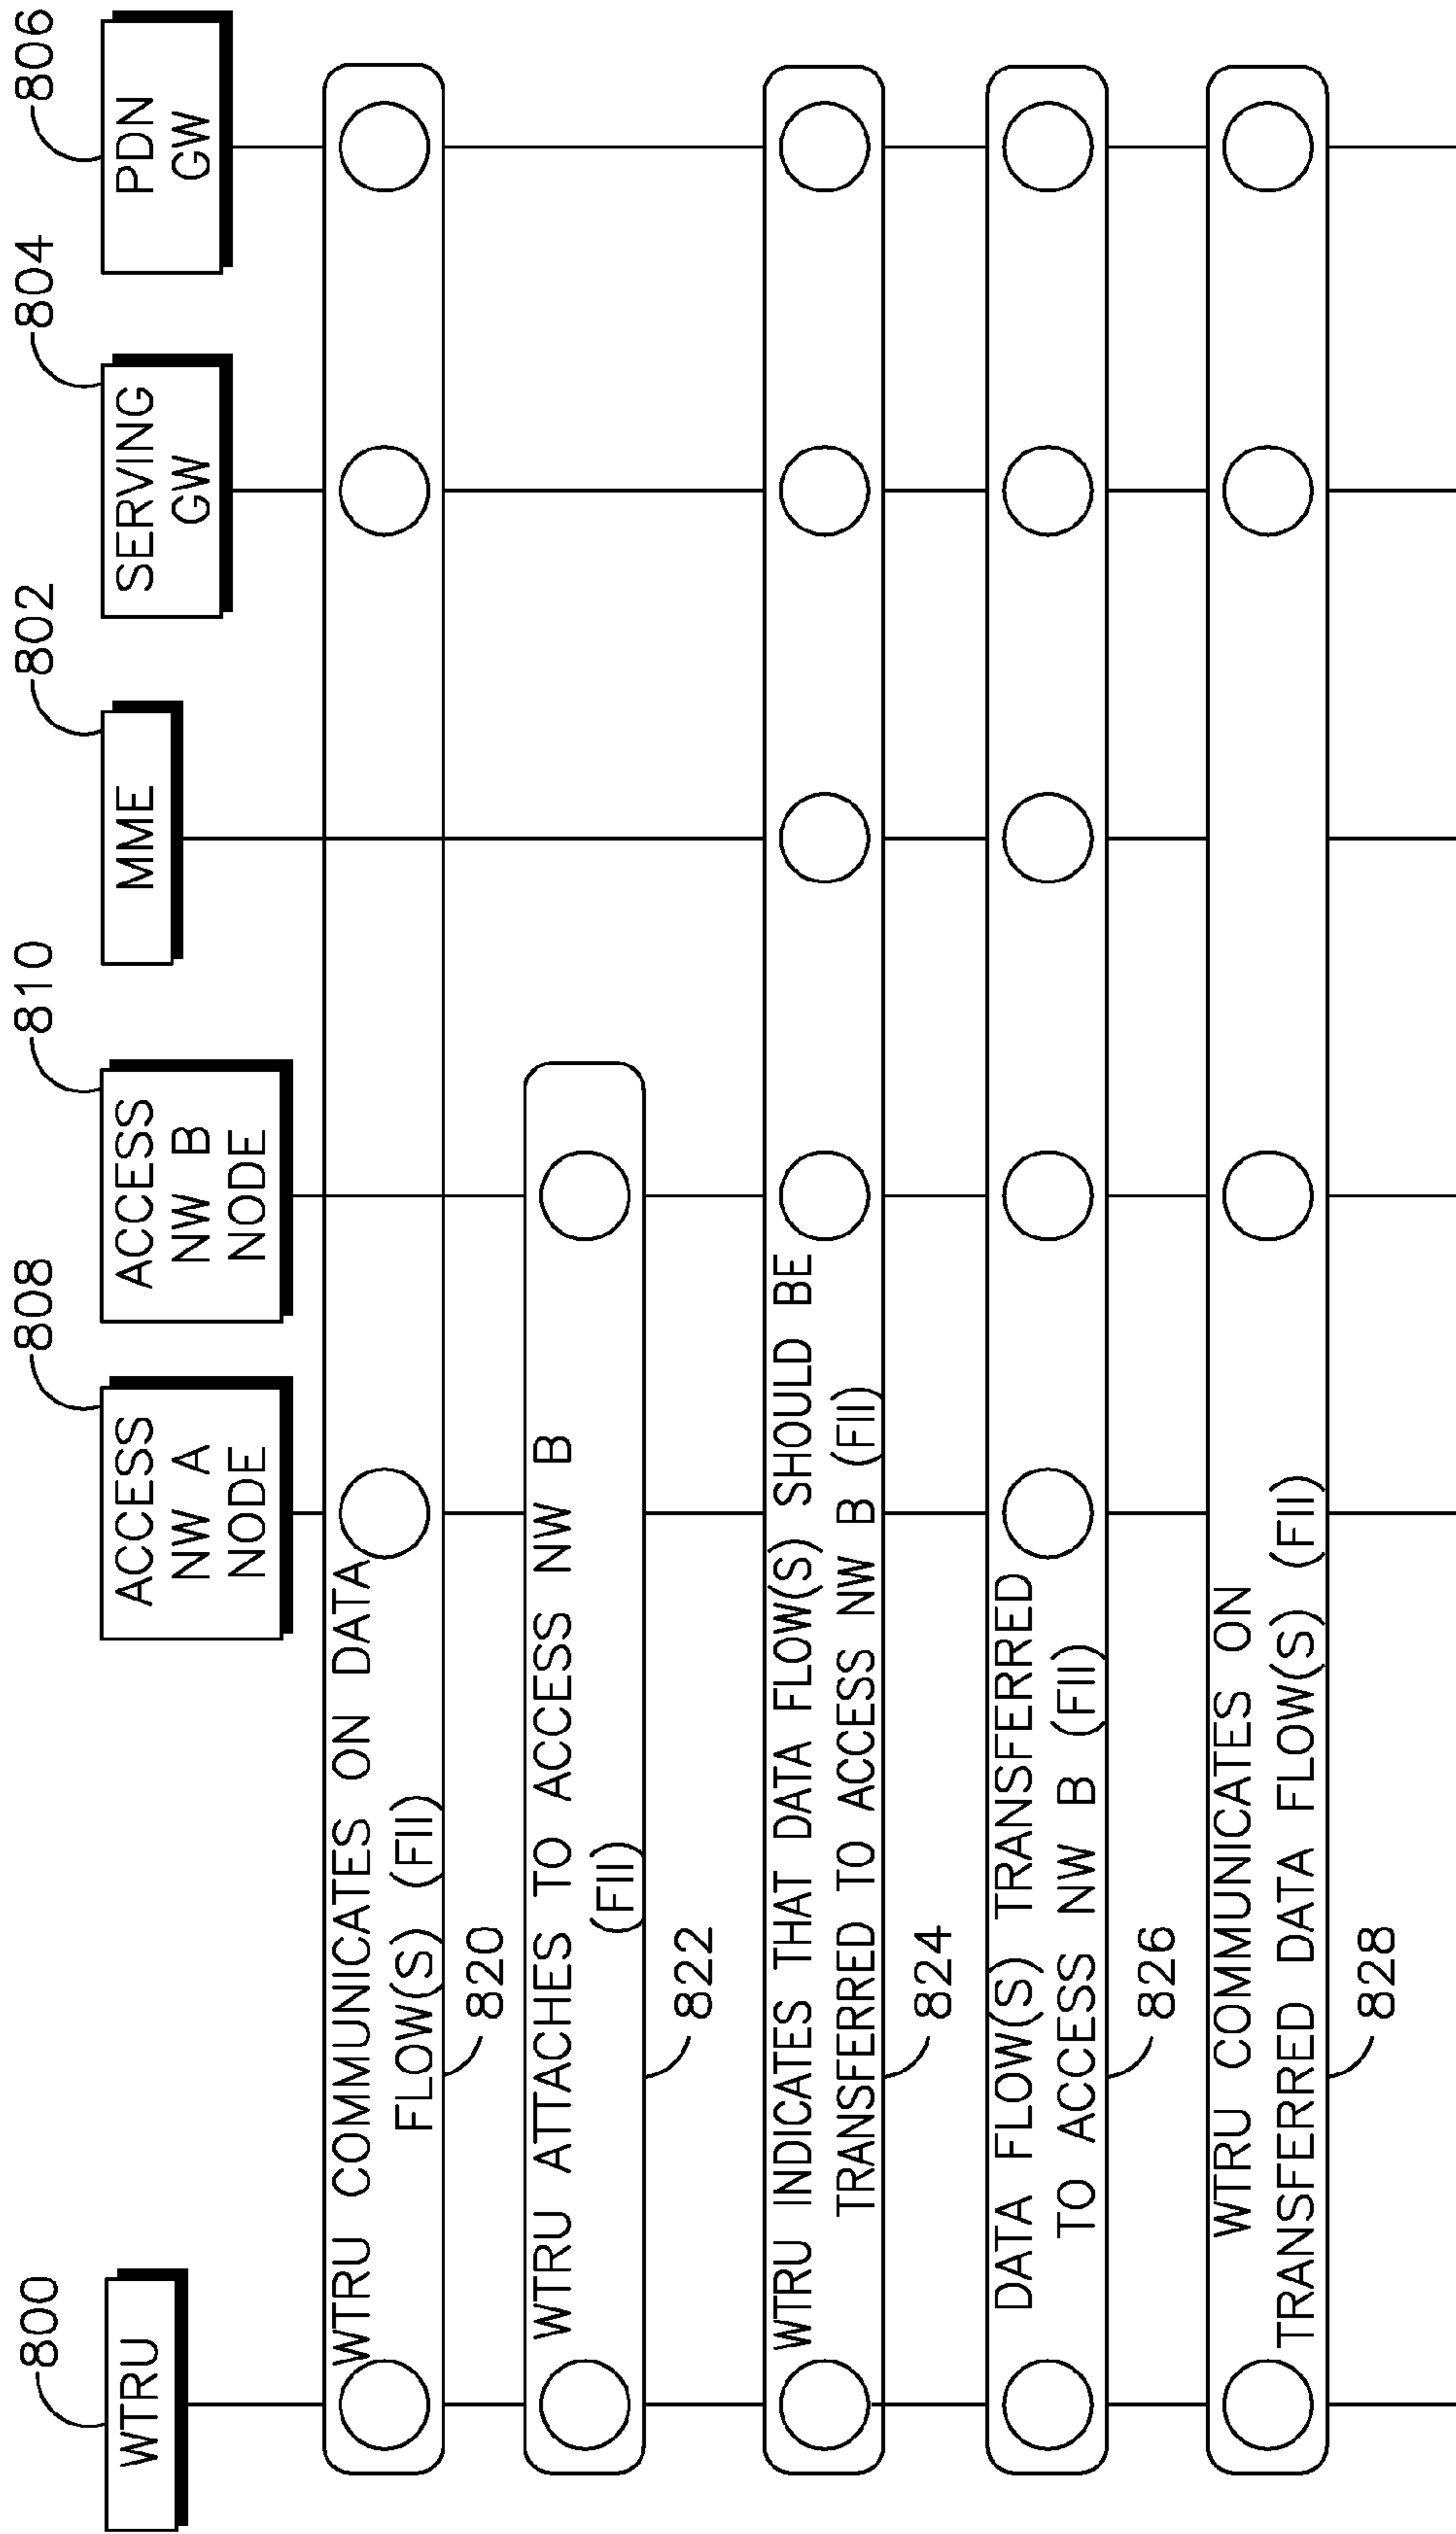 800
808
810
802
804
806
WTRU
ACCESS
NW A
NODE
ACCESS
NW B
NODE
MME
SERVING
GW
PDN
GW
WTRU COMMUNICATES ON DATA
FLOW(S) (FII)
820
WTRU ATTACHES TO ACCESS NW B
(FII)
822
WTRU INDICATES THAT DATA FLOW(S) SHOULD BE
TRANSFERRED TO ACCESS NW B (FII)
824
DATA FLOW(S) TRANSFERRED
TO ACCESS NW B (FII)
826
WTRU COMMUNICATES ON
TRANSFERRED DATA FLOW(S) (FII)
828